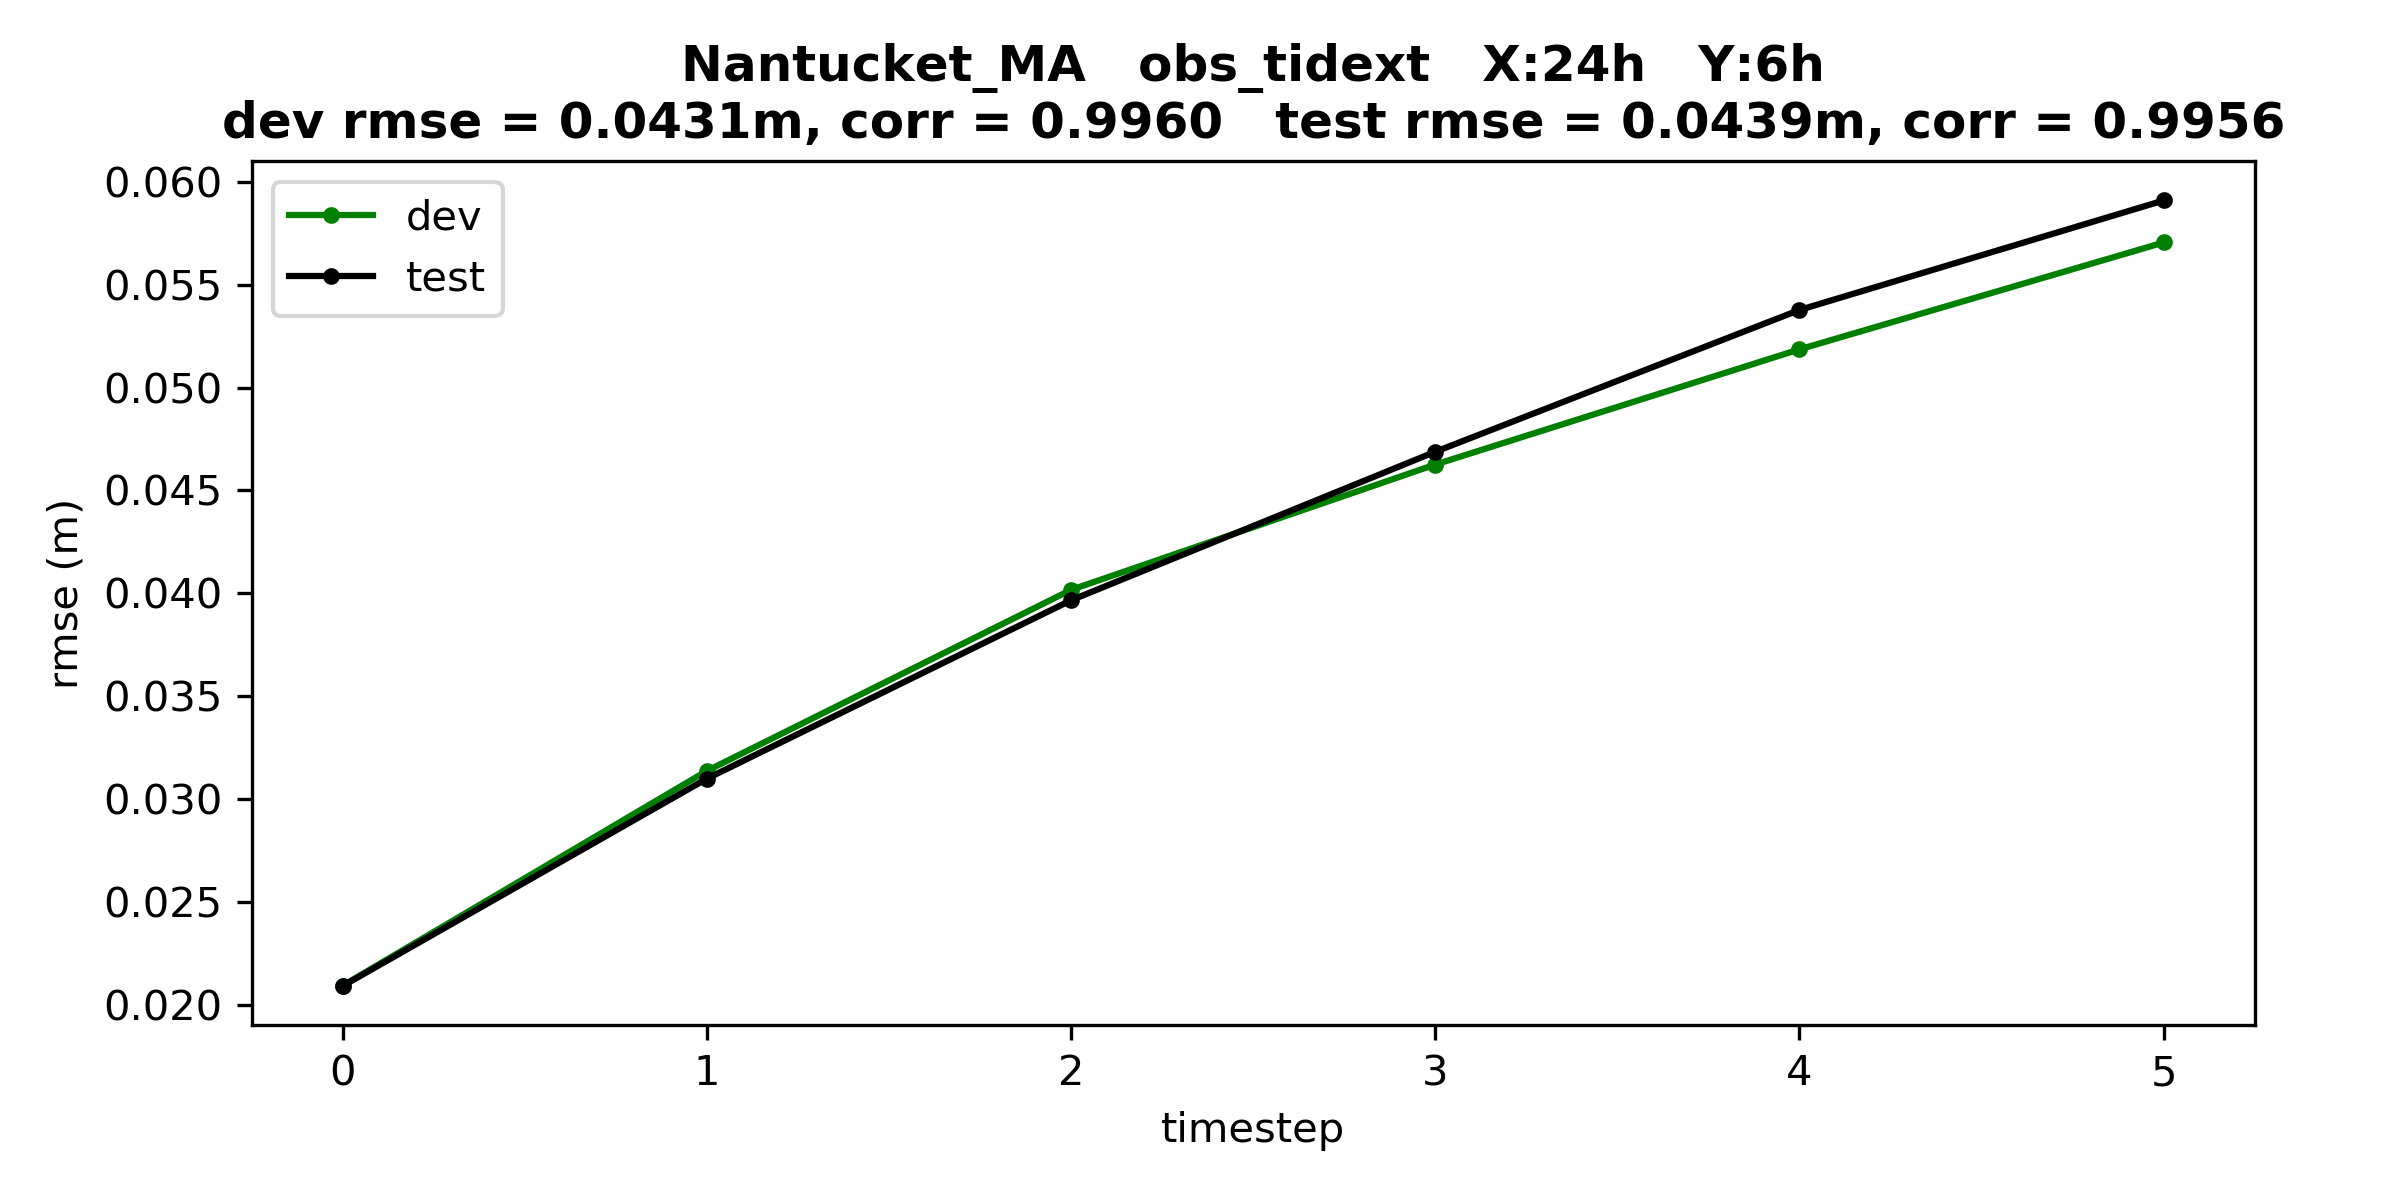 Nantucket_MA   obs_tidext   X:24h   Y:6h
dev rmse = 0.0431m, corr = 0.9960   test rmse = 0.0439m, corr = 0.9956
dev
test
0.060
0.055
0.050
0.045
0.040
0.035
0.030
0.025
0.020
rmse (m)
0 1 2 3 4 5
timestep